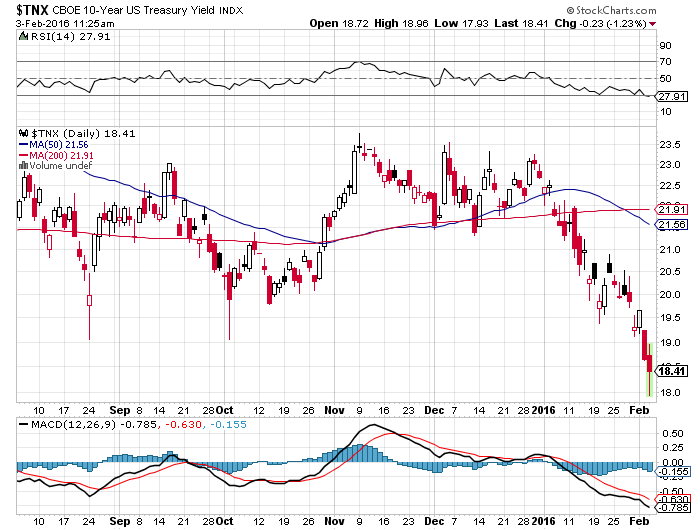 $TNX CBOE 10-Year US Treasury Yield INDX
© StockCharts.com
3-Feb-2016 11:25am
Open 18.72 High 18.96 Low 17.93 Last 18.41 Chg -0.23 (-1.23%)
RSI(14) 27.91
90
70
50
27.91
10
$TNX (Daily) 18.41
MA(50) 21.56
MA(200) 21.91
Volume undef
23.5
23.0
22.5
22.0
21.91
21.56
21.0
20.5
20.0
19.5
19.0
18.41
18.0
10 17 24 Sep 8 14 21 28 Oct 12 19 26 Nov 9 16 23 Dec 7 14 21 28 2016 11 19 25 Feb
MACD(12,26,9) -0.785, -0.630, -0.155
0.50
0.25
0.00
-0.155
-0.50
-0.630
-0.785
10 17 24 Sep 8 14 21 28 Oct 12 19 26 Nov 9 16 23 Dec 7 14 21 28 2016 11 19 25 Feb